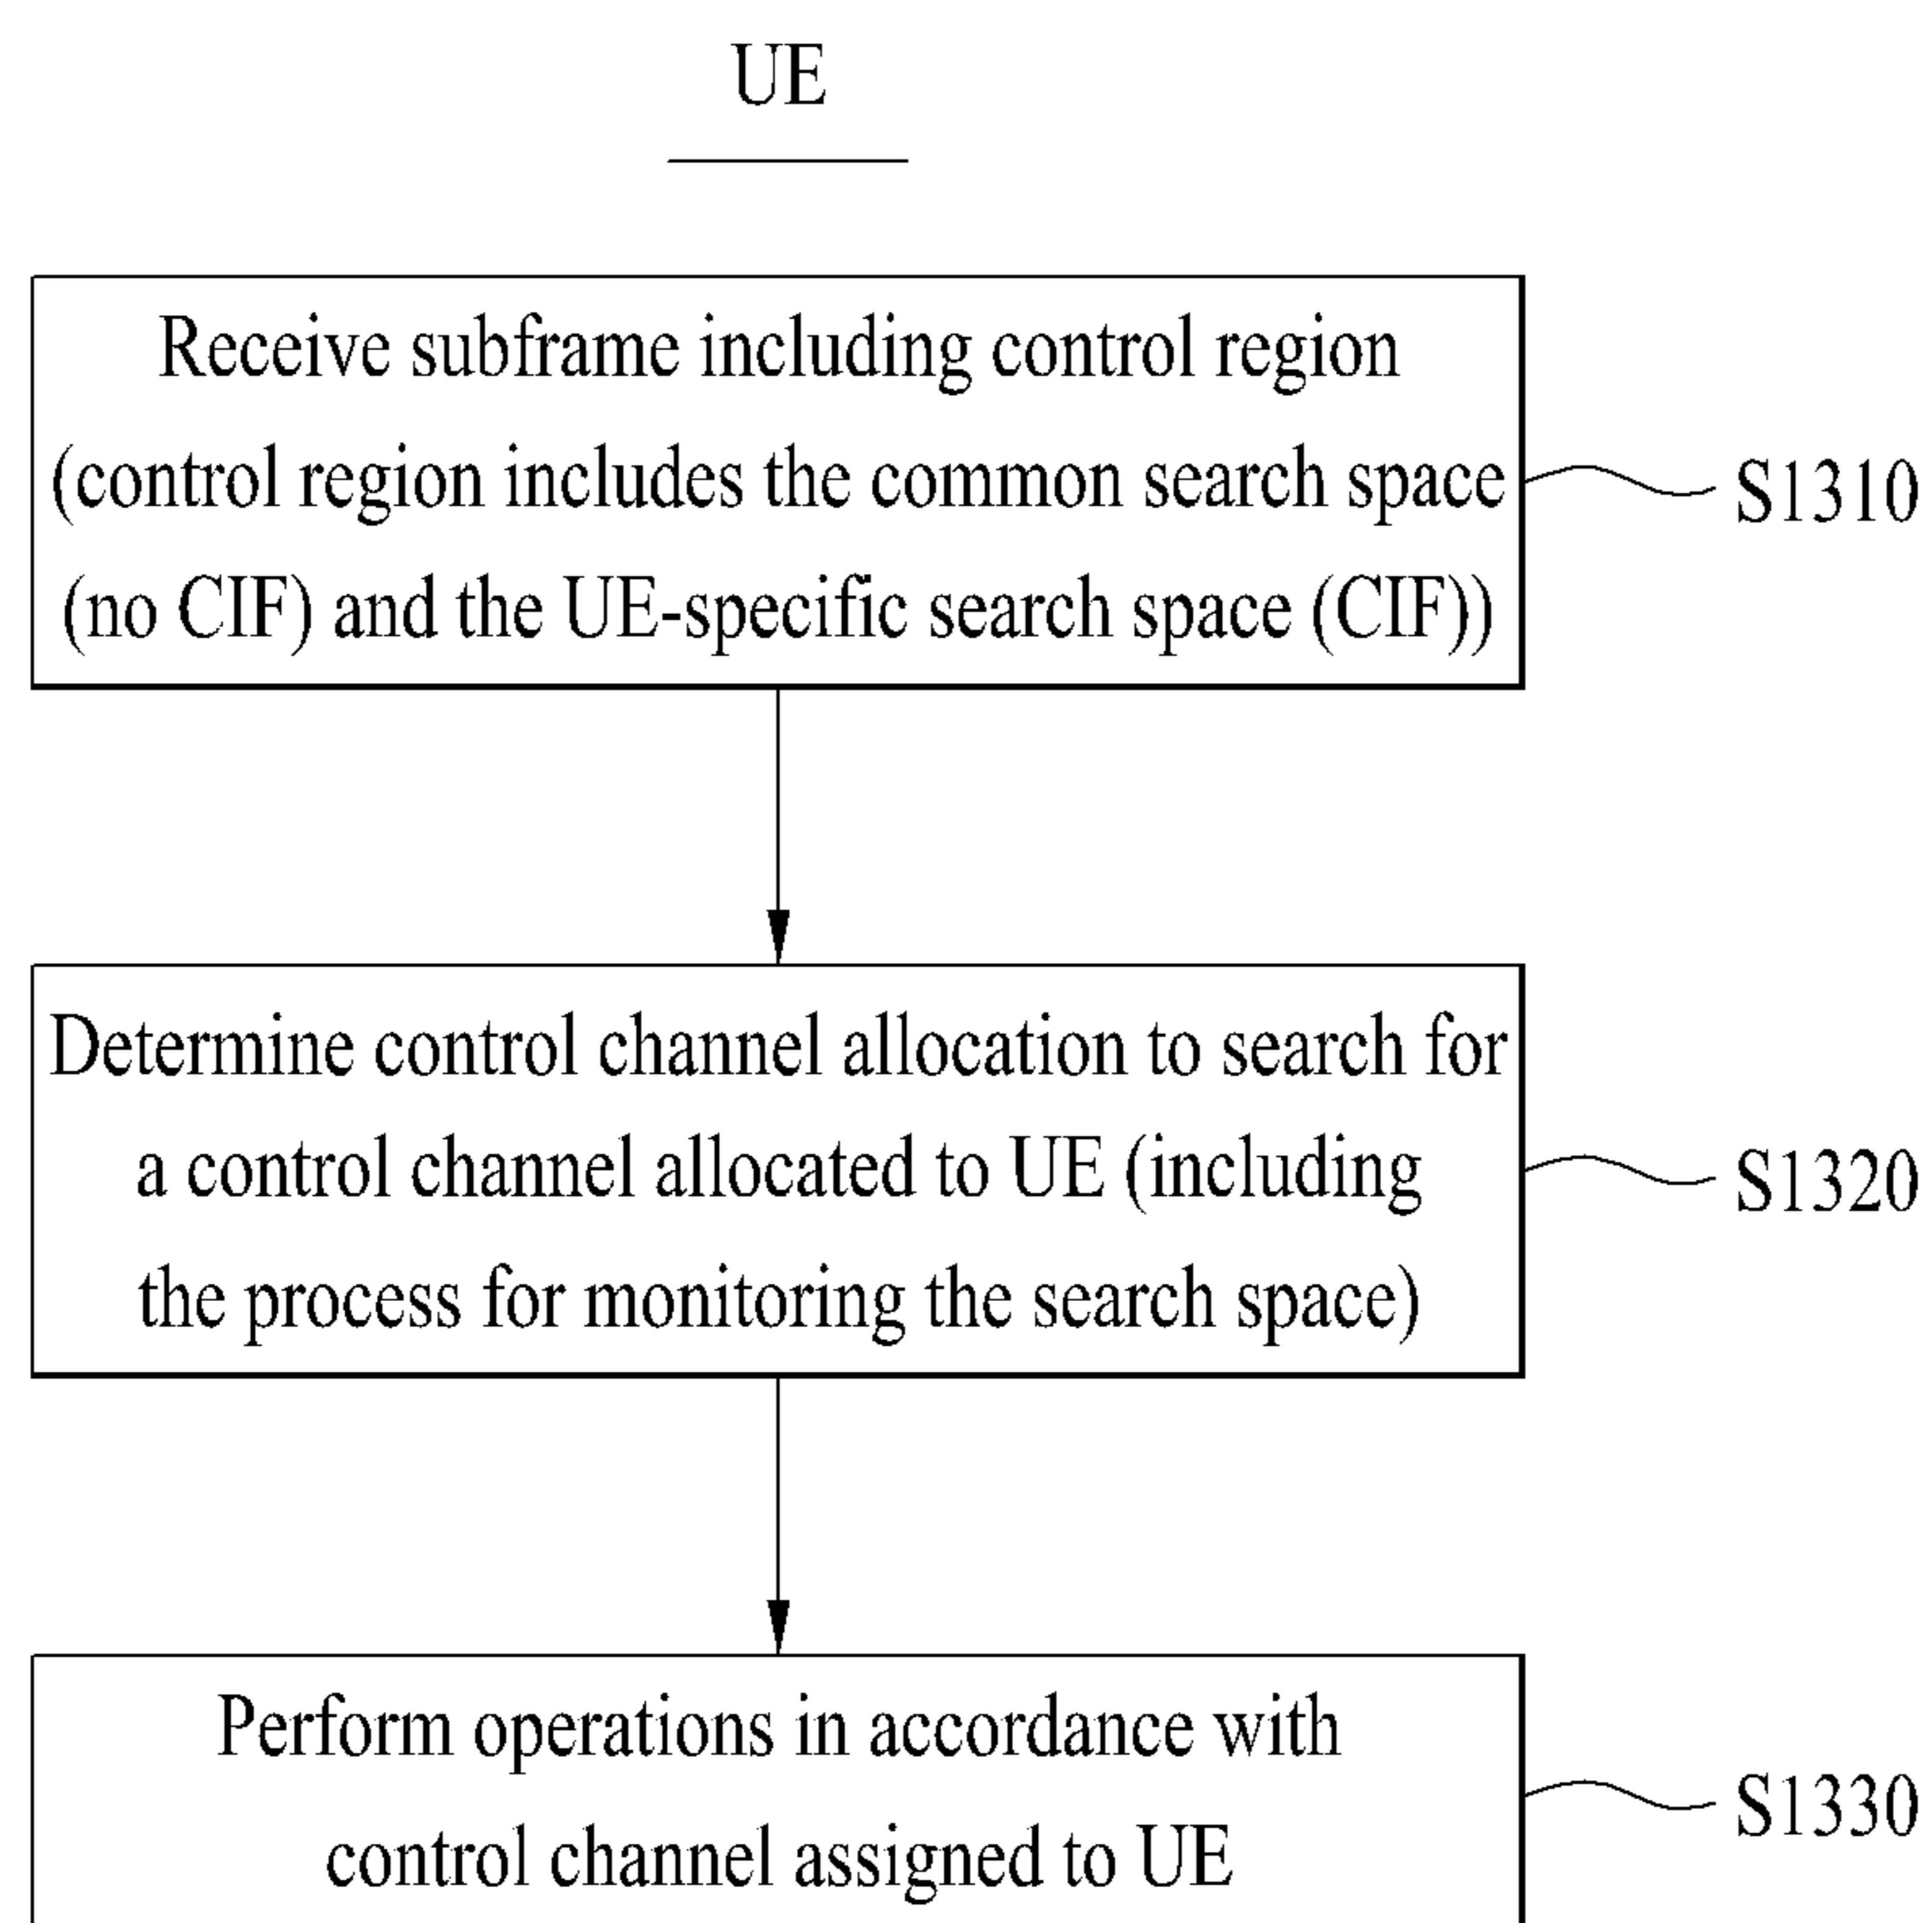 UE
Receive subframe including control region
(control region includes the common search space
(no CIF) and the UE-specific search space (CIF))
S1310
Determine control channel allocation to search for
a control channel allocated to UE (including
the process for monitoring the search space)
S1320
Perform operations in accordance with
control channel assigned to UE
S1330